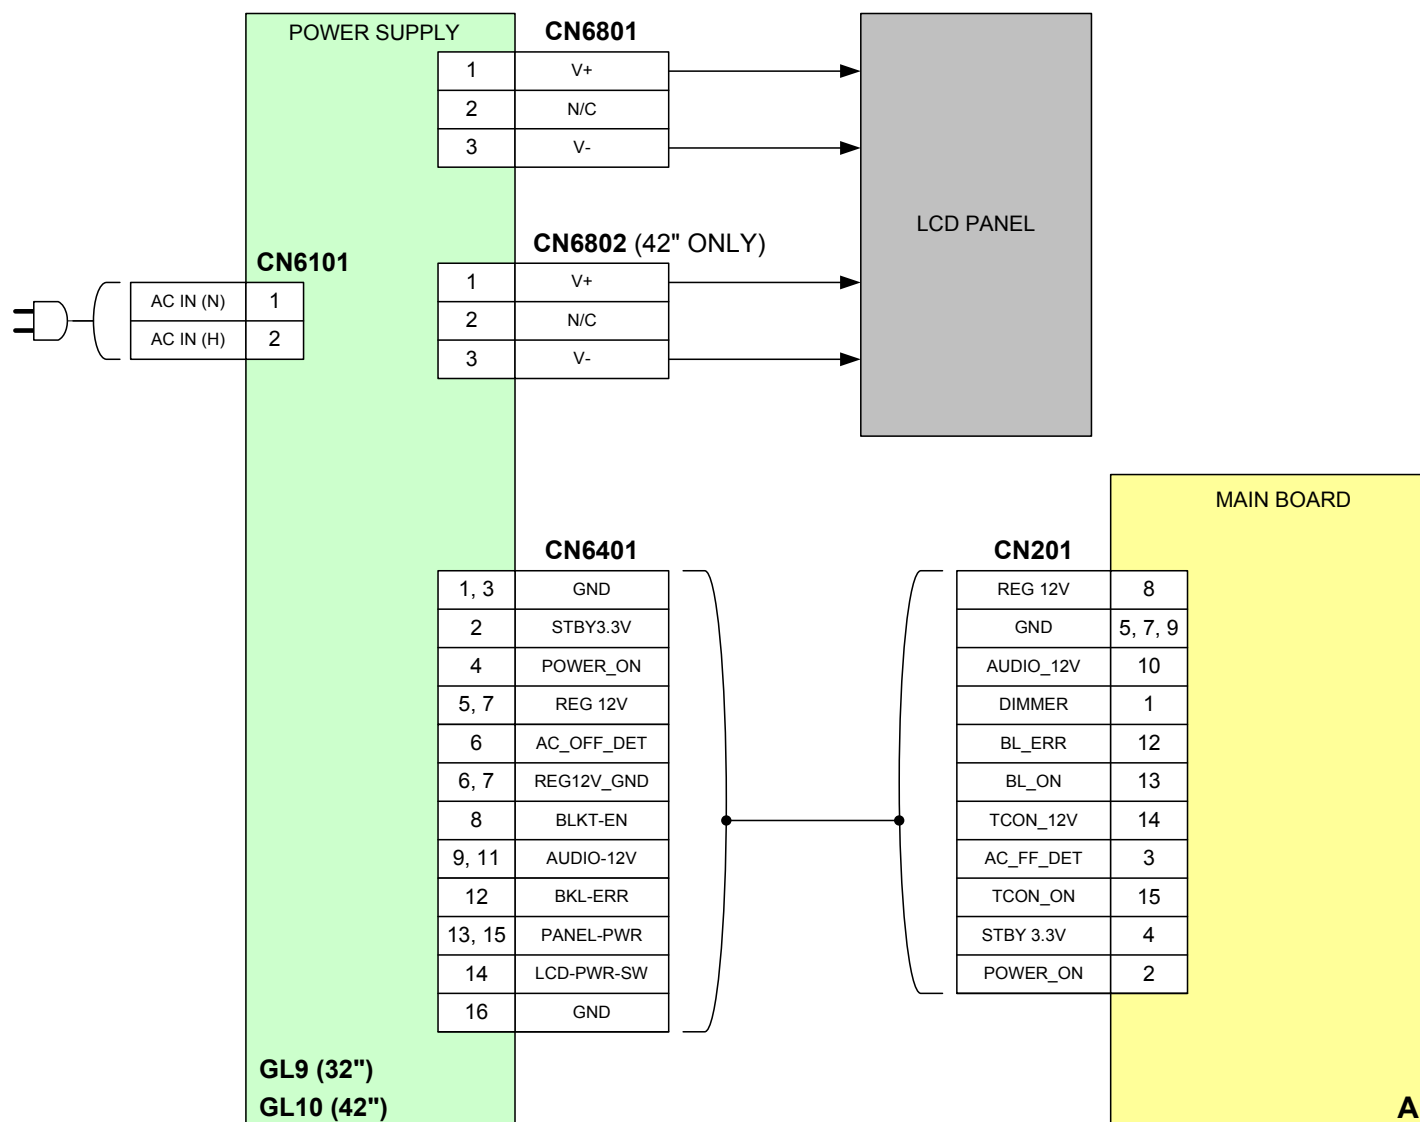 POWER SUPPLY
CN6801
1 V+
2 N/C
3 V-
LCD PANEL
CN6802 (42" ONLY)
1 V+
2 N/C
3 V-
CN6101
AC IN (N) 1
AC IN (H) 2
MAIN BOARD
CN6401
1, 3 GND
2 STBY3.3V
4 POWER_ON
5, 7 REG 12V
6 AC_OFF_DET
6, 7 REG12V_GND
8 BLKT-EN
9, 11 AUDIO-12V
12 BKL-ERR
13, 15 PANEL-PWR
14 LCD-PWR-SW
16 GND
CN201
REG 12V 8
GND 5, 7, 9
AUDIO_12V 10
DIMMER 1
BL_ERR 12
BL_ON 13
TCON_12V 14
AC_FF_DET 3
TCON_ON 15
STBY 3.3V 4
POWER_ON 2
GL9 (32")
GL10 (42")
A